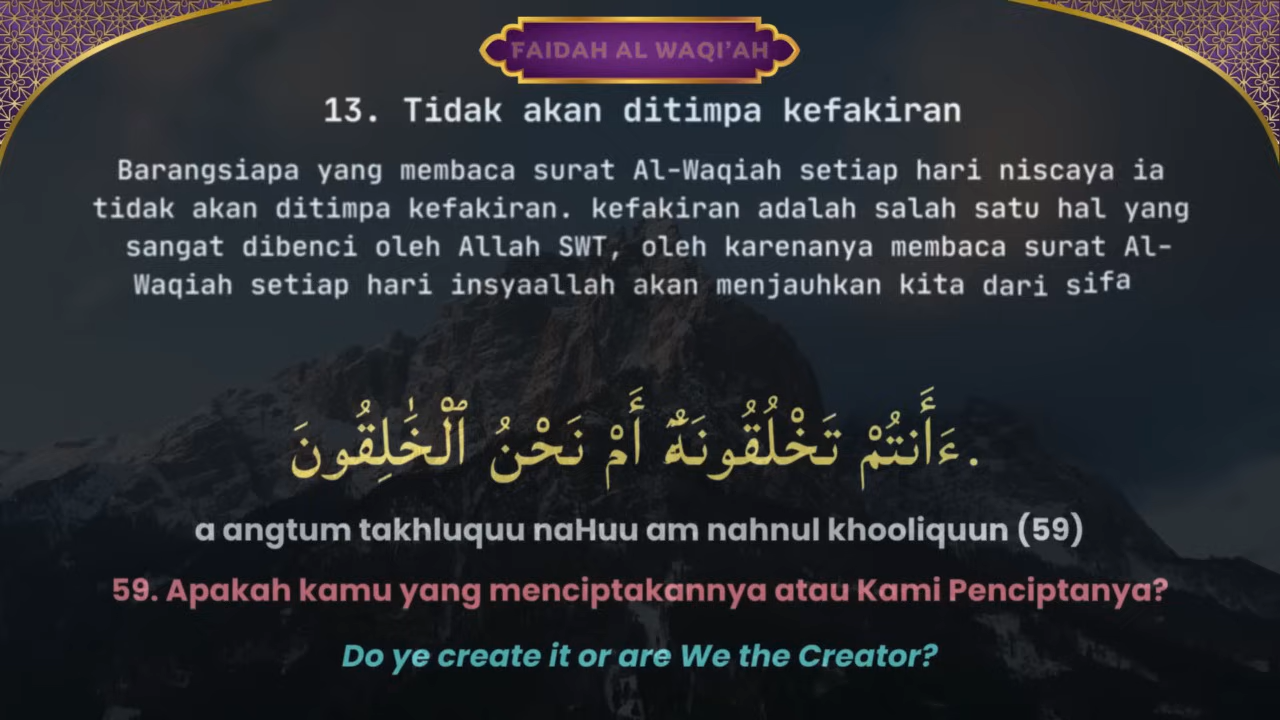 FAIDAH AL WAQI'AH
13. Tidak akan ditimpa kefakiran
Barangsiapa yang membaca surat Al-Waqiah setiap hari niscaya ia
tidak akan ditimpa kefakiran. kefakiran adalah salah satu hal yang
sangat dibenci oleh Allah SWT, oleh karenanya membaca surat Al-
Waqiah setiap hari insyaallah akan menjauhkan kita dari sifa
ءَأَنتُمْ تَخْلُقُونَهُۥٓ أَمْ نَحْنُ ٱلْخَٰلِقُونَ.
a angtum takhluquu naHuu am nahnul khooliquun (59)
59. Apakah kamu yang menciptakannya atau Kami Penciptanya?
Do ye create it or are We the Creator?